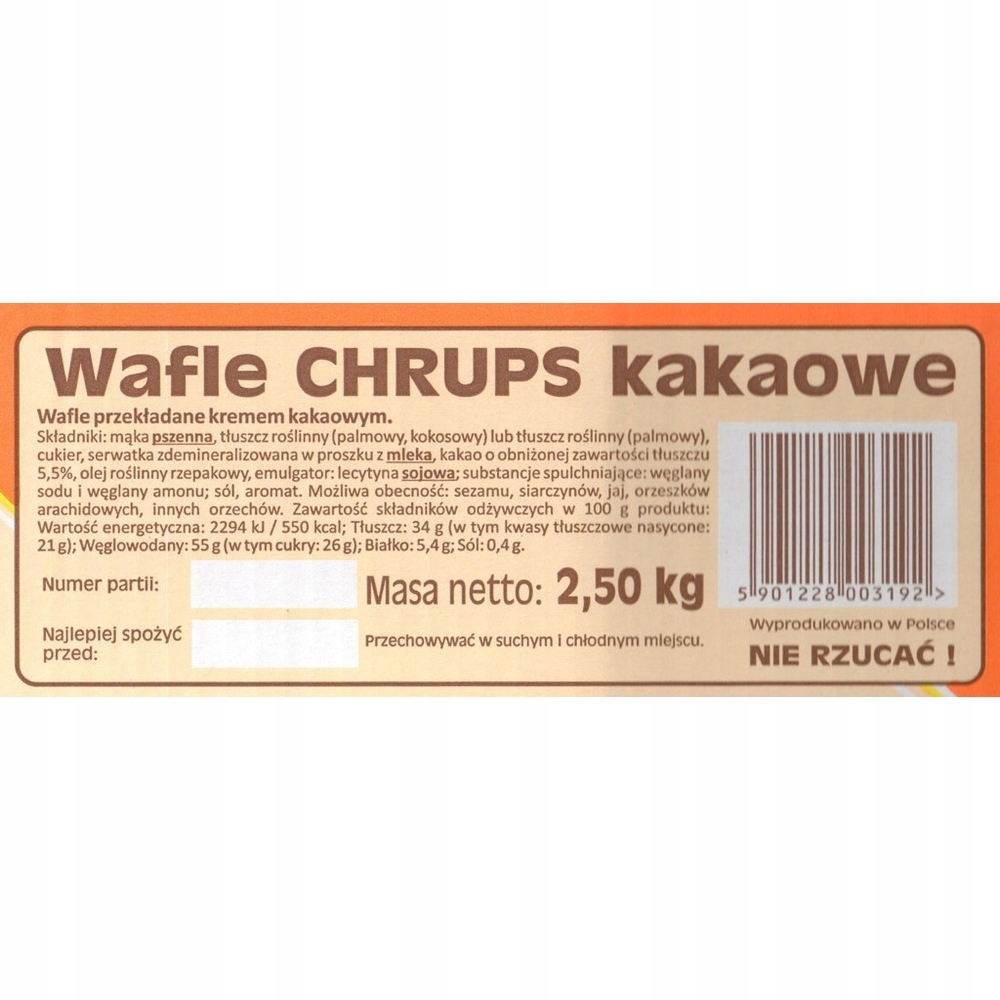 Wafle CHRUPS kakaowe
Wafle przekładane kremem kakaowym.
Składniki: mąka pszenna, tłuszcz roślinny (palmowy, kokosowy) lub tłuszcz roślinny (palmowy),
cukier, serwatka zdemineralizowana w proszku z mleka, kakao o obniżonej zawartości tłuszczu
5,5%, olej roślinny rzepakowy, emulgator: lecytyna sojowa; substancje spulchniające: węglany
sodu i węglany amonu; sól, aromat. Możliwa obecność: sezamu, siarczynów, jaj, orzeszków
arachidowych, innych orzechów. Zawartość składników odżywczych w 100 g produktu:
Wartość energetyczna: 2294 kJ / 550 kcal; Tłuszcz: 34 g (w tym kwasy tłuszczowe nasycone:
21 g); Węglowodany: 55 g (w tym cukry: 26 g); Białko: 5,4 g; Sól: 0,4 g.
Numer partii:
Masa netto: 2,50 kg
Najlepiej spożyć
przed:
Przechowywać w suchym i chłodnym miejscu.
5 901228 003192 >
Wyprodukowano w Polsce
NIE RZUCAĆ !